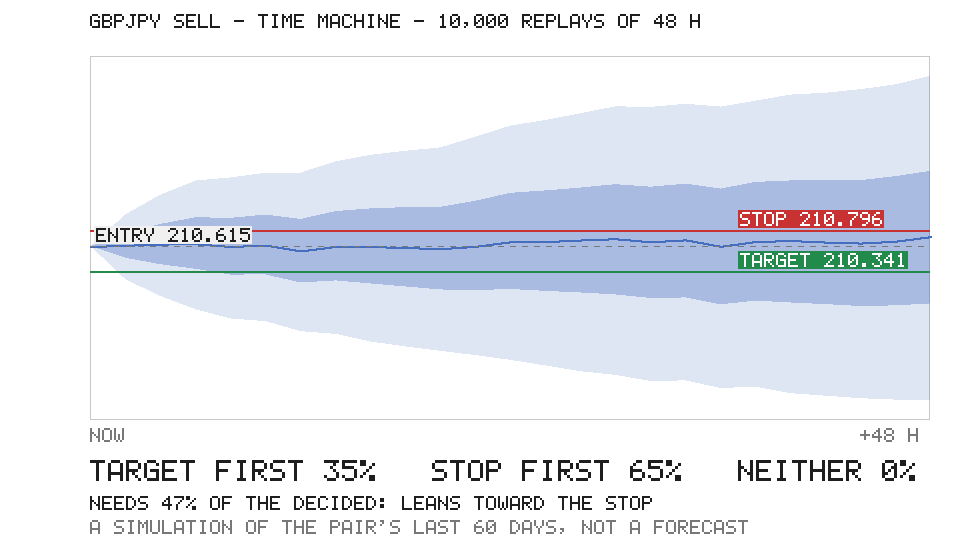 GBPJPY SELL – TIME MACHINE – 10,000 REPLAYS OF 48 H
STOP 210.796
ENTRY 210.615
TARGET 210.341
NOW +48 H
TARGET FIRST 35% STOP FIRST 65% NEITHER 0%
NEEDS 47% OF THE DECIDED: LEANS TOWARD THE STOP
A SIMULATION OF THE PAIR'S LAST 60 DAYS, NOT A FORECAST